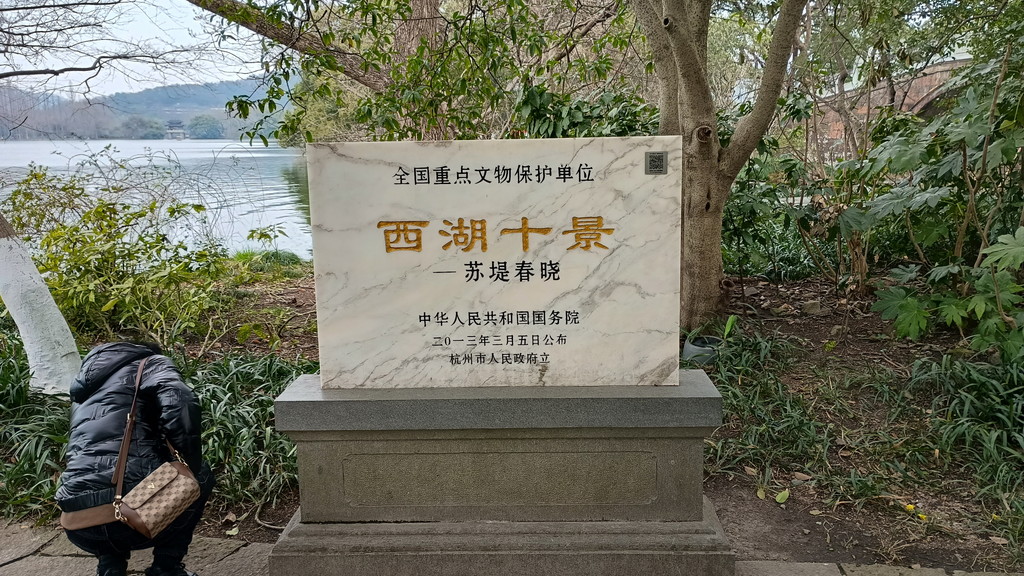 全国重点文物保护单位
西湖十景
—苏堤春晓
中华人民共和国国务院
二〇一三年三月五日公布
杭州市人民政府立